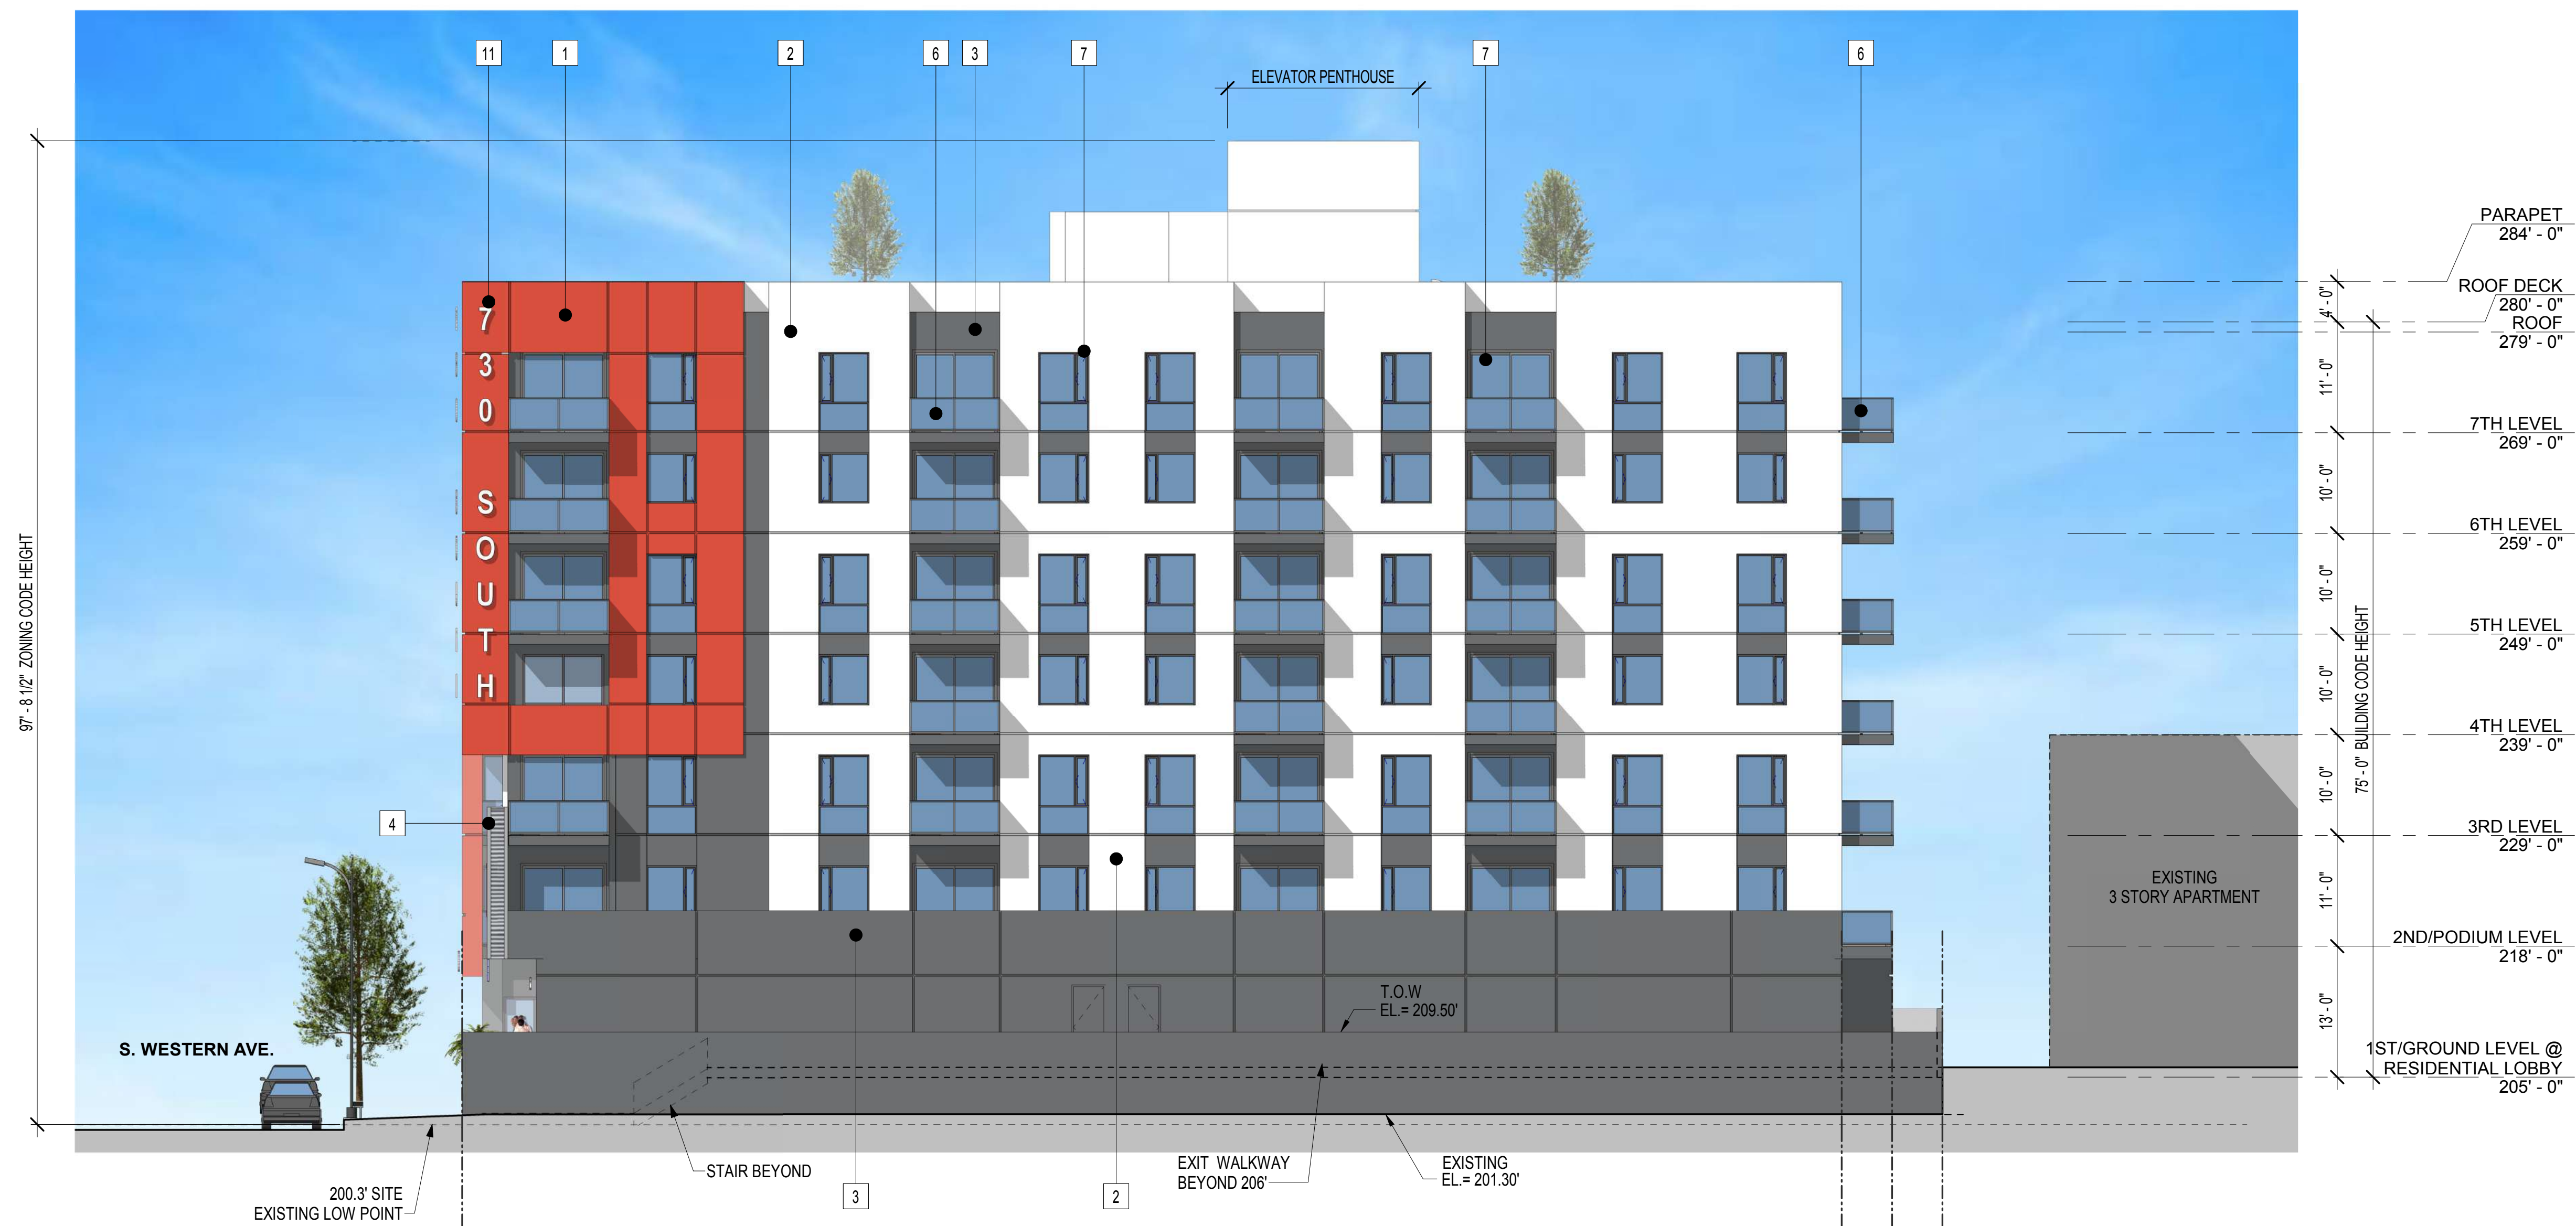 11
1
2
6
3
7
7
6
ELEVATOR PENTHOUSE
97' - 8 1/2" ZONING CODE HEIGHT
7
3
0
S
O
U
T
H
4
PARAPET
284' - 0"
ROOF DECK
280' - 0"
ROOF
279' - 0"
7TH LEVEL
269' - 0"
6TH LEVEL
259' - 0"
5TH LEVEL
249' - 0"
4TH LEVEL
239' - 0"
3RD LEVEL
229' - 0"
2ND/PODIUM LEVEL
218' - 0"
1ST/GROUND LEVEL @
RESIDENTIAL LOBBY
205' - 0"
4' - 0"
11' - 0"
10' - 0"
10' - 0"
10' - 0"
10' - 0"
11' - 0"
13' - 0"
75' - 0" BUILDING CODE HEIGHT
EXISTING
3 STORY APARTMENT
T.O.W
EL.= 209.50'
S. WESTERN AVE.
200.3' SITE
EXISTING LOW POINT
STAIR BEYOND
3
2
EXIT WALKWAY
BEYOND 206'
EXISTING
EL.= 201.30'